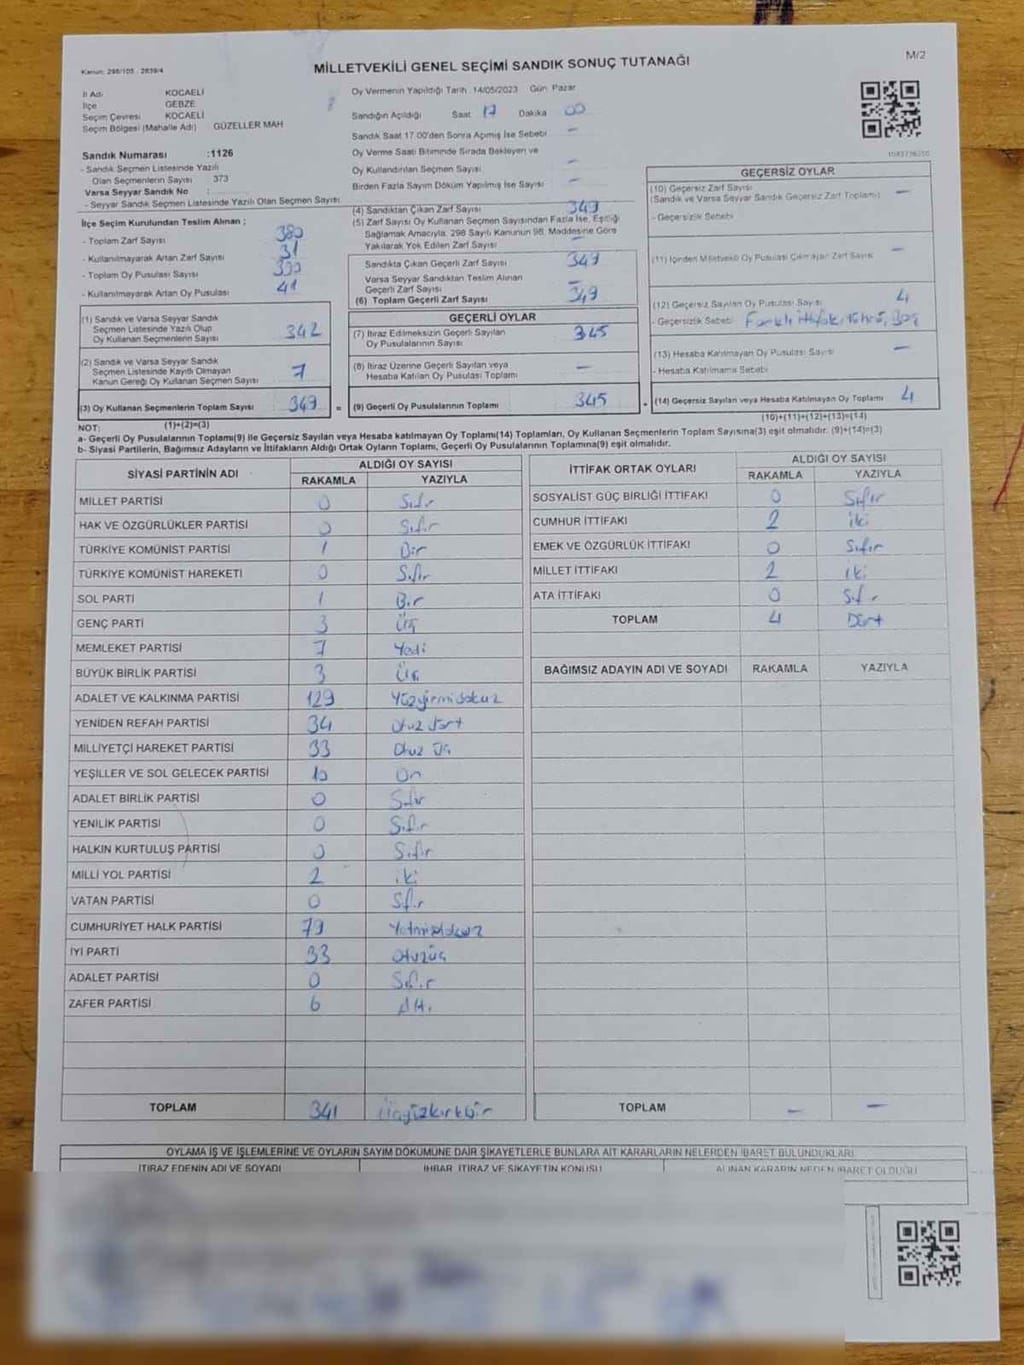 Kanun: 298/105 - 2839/4
MİLLETVEKİLİ GENEL SEÇİMİ SANDIK SONUÇ TUTANAĞI
M/2
İl Adı KOCAELİ
İlçe GEBZE
Seçim Çevresi KOCAELİ
Seçim Bölgesi (Mahalle Adı) GÜZELLER MAH
Sandık Numarası :1126
- Sandık Seçmen Listesinde Yazılı
Olan Seçmenlerin Sayısı 373
Varsa Seyyar Sandık No :
- Seyyar Sandık Seçmen Listesinde Yazılı Olan Seçmen Sayısı
Oy Vermenin Yapıldığı Tarih 14/05/2023 Gün Pazar
Sandığın Açıldığı Saat 17 Dakika 00
Sandık Saat 17:00'den Sonra Açılmış İse Sebebi –
Oy Verme Saati Bitiminde Sırada Bekleyen ve
Oy Kullandırılan Seçmen Sayısı –
Birden Fazla Sayım Döküm Yapılmış İse Sayısı –
İlçe Seçim Kurulundan Teslim Alınan ;
- Toplam Zarf Sayısı 380
- Kullanılmayarak Artan Zarf Sayısı 31
- Toplam Oy Pusulası Sayısı
- Kullanılmayarak Artan Oy Pusulası 41
(4) Sandıktan Çıkan Zarf Sayısı 349
(5) Zarf Sayısı Oy Kullanan Seçmen Sayısından Fazla İse, Eşitliği
Sağlamak Amacıyla, 298 Sayılı Kanunun 98. Maddesine Göre
Yakılarak Yok Edilen Zarf Sayısı –
Sandıkta Çıkan Geçerli Zarf Sayısı 349
Varsa Seyyar Sandıktan Teslim Alınan
Geçerli Zarf Sayısı –
(6) Toplam Geçerli Zarf Sayısı 349
GEÇERSİZ OYLAR
(10) Geçersiz Zarf Sayısı –
(Sandık ve Varsa Seyyar Sandık Geçersiz Zarf Toplamı)
- Geçersizlik Sebebi
(11) İçinden Milletvekili Oy Pusulası Çıkmayan Zarf Sayısı –
(12) Geçersiz Sayılan Oy Pusulası Sayısı 4
- Geçersizlik Sebebi
(13) Hesaba Katılmayan Oy Pusulası Sayısı –
- Hesaba Katılmama Sebebi
(14) Geçersiz Sayılan veya Hesaba Katılmayan Oy Toplamı 4
(10)+(11)+(12)+(13)=(14)
(1) Sandık ve Varsa Seyyar Sandık
Seçmen Listesinde Yazılı Olup
Oy Kullanan Seçmenlerin Sayısı 342
(2) Sandık ve Varsa Seyyar Sandık
Seçmen Listesinde Kayıtlı Olmayan
Kanun Gereği Oy Kullanan Seçmen Sayısı 7
(3) Oy Kullanan Seçmenlerin Toplam Sayısı 349 =
(1)+(2)=(3)
GEÇERLİ OYLAR
(7) İtiraz Edilmeksizin Geçerli Sayılan
Oy Pusulalarının Sayısı 345
(8) İtiraz Üzerine Geçerli Sayılan veya
Hesaba Katılan Oy Pusulası Toplamı –
(9) Geçerli Oy Pusulalarının Toplamı 345 +
NOT:
a- Geçerli Oy Pusulalarının Toplamı(9) ile Geçersiz Sayılan veya Hesaba katılmayan Oy Toplamı(14) Toplamları, Oy Kullanan Seçmenlerin Toplam Sayısına(3) eşit olmalıdır. (9)+(14)=(3)
b- Siyasi Partilerin, Bağımsız Adayların ve İttifakların Aldığı Ortak Oyların Toplamı, Geçerli Oy Pusulalarının Toplamına(9) eşit olmalıdır.
SİYASİ PARTİNİN ADI ALDIĞI OY SAYISI
RAKAMLA YAZIYLA
MİLLET PARTİSİ 0 Sıfır
HAK VE ÖZGÜRLÜKLER PARTİSİ 0 Sıfır
TÜRKİYE KOMÜNİST PARTİSİ 1 Bir
TÜRKİYE KOMÜNİST HAREKETİ 0 Sıfır
SOL PARTİ 1 Bir
GENÇ PARTİ 3 Üç
MEMLEKET PARTİSİ 7 Yedi
BÜYÜK BİRLİK PARTİSİ 3 Üç
ADALET VE KALKINMA PARTİSİ 129 Yüzyirmidokuz
YENİDEN REFAH PARTİSİ 34 otuz dört
MİLLİYETÇİ HAREKET PARTİSİ 33 Otuz üç
YEŞİLLER VE SOL GELECEK PARTİSİ 10 On
ADALET BİRLİK PARTİSİ 0 Sıfır
YENİLİK PARTİSİ 0 Sıfır
HALKIN KURTULUŞ PARTİSİ 0 Sıfır
MİLLİ YOL PARTİSİ 2 iki
VATAN PARTİSİ 0 Sıfır
CUMHURİYET HALK PARTİSİ 79 Yetmişdokuz
İYİ PARTİ 33 otuzüç
ADALET PARTİSİ 0 Sıfır
ZAFER PARTİSİ 6 Altı
TOPLAM 341 Üçyüzkırkbir
İTTİFAK ORTAK OYLARI ALDIĞI OY SAYISI
RAKAMLA YAZIYLA
SOSYALİST GÜÇ BİRLİĞİ İTTİFAKI 0 Sıfır
CUMHUR İTTİFAKI 2 iki
EMEK VE ÖZGÜRLÜK İTTİFAKI 0 Sıfır
MİLLET İTTİFAKI 2 iki
ATA İTTİFAKI 0 Sıfır
TOPLAM 4 Dört
BAĞIMSIZ ADAYIN ADI VE SOYADI RAKAMLA YAZIYLA
TOPLAM – –
OYLAMA İŞ VE İŞLEMLERİNE VE OYLARIN SAYIM DÖKÜMÜNE DAİR ŞİKAYETLERLE BUNLARA AİT KARARLARIN NELERDEN İBARET BULUNDUKLARI
İTİRAZ EDENİN ADI VE SOYADI İHBAR, İTİRAZ VE ŞİKAYETİN KONUSU ALINAN KARARIN NEDEN İBARET OLDUĞU